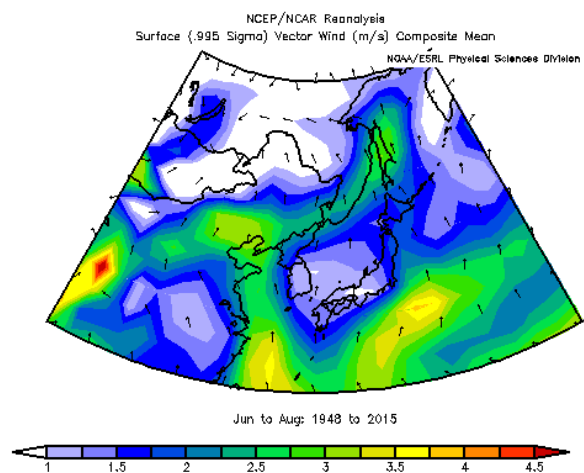 NCEP/NCAR Reanalysis
Surface (.995 Sigma) Vector Wind (m/s) Composite Mean
NOAA/ESRL Physical Sciences Division
Jun to Aug: 1948 to 2015
1 1.5 2 2.5 3 3.5 4 4.5